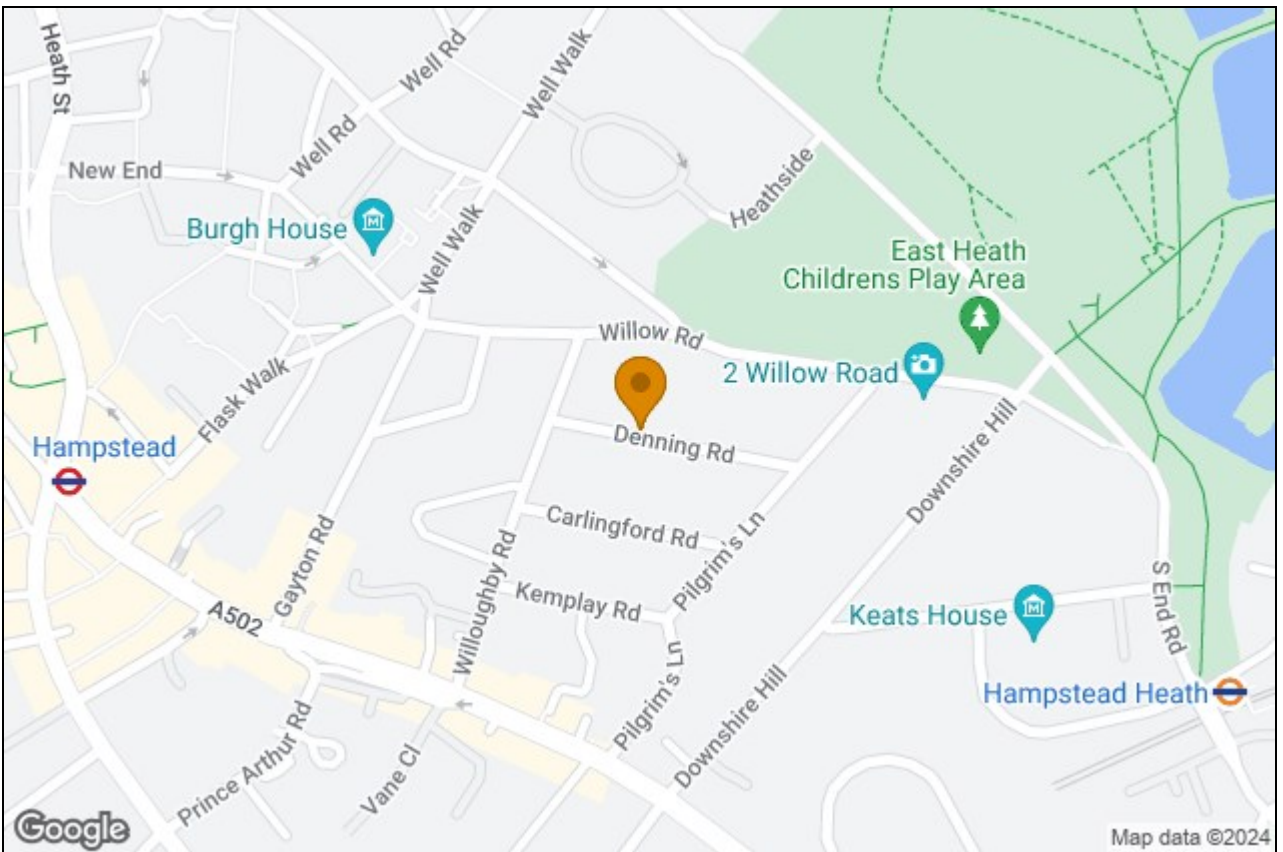 Heath St
Well Rd
Well Walk
Well Rd
New End
Heathside
Burgh House
Well Walk
East Heath
Childrens Play Area
Willow Rd
2 Willow Road
Flask Walk
Hampstead
Denning Rd
Downshire Hill
Carlingford Rd
Pilgrim's Ln
Gayton Rd
Willoughby Rd
Kemplay Rd
A502
Keats House
S End Rd
Pilgrim's Ln
Hampstead Heath
Downshire Hill
Prince Arthur Rd
Vane Cl
Google
Map data ©2024